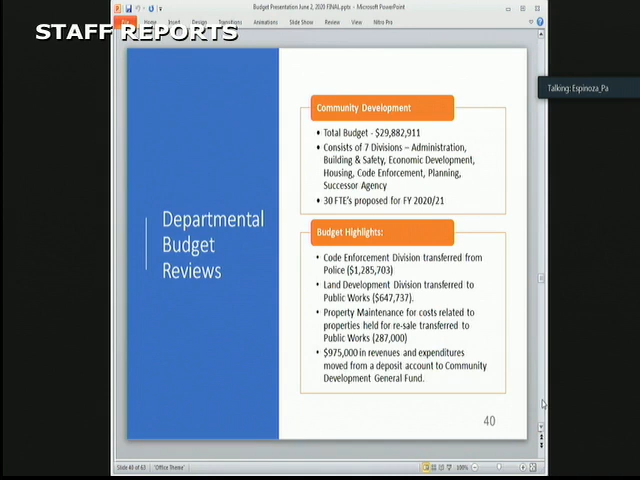 Budget Presentation June 2, 2020 FINAL.pptx - Microsoft PowerPoint
File Home Insert Design Transitions Animations Slide Show Review View Nitro Pro
STAFF REPORTS
Talking: Espinoza_Pa
Departmental
Budget
Reviews
Community Development
• Total Budget - $29,882,911
• Consists of 7 Divisions – Administration,
Building & Safety, Economic Development,
Housing, Code Enforcement, Planning,
Successor Agency
• 30 FTE's proposed for FY 2020/21
Budget Highlights:
• Code Enforcement Division transferred from
Police ($1,285,703)
• Land Development Division transferred to
Public Works ($647,737).
• Property Maintenance for costs related to
properties held for re-sale transferred to
Public Works (287,000)
• $975,000 in revenues and expenditures
moved from a deposit account to Community
Development General Fund.
40
Slide 40 of 63 "Office Theme" 100%